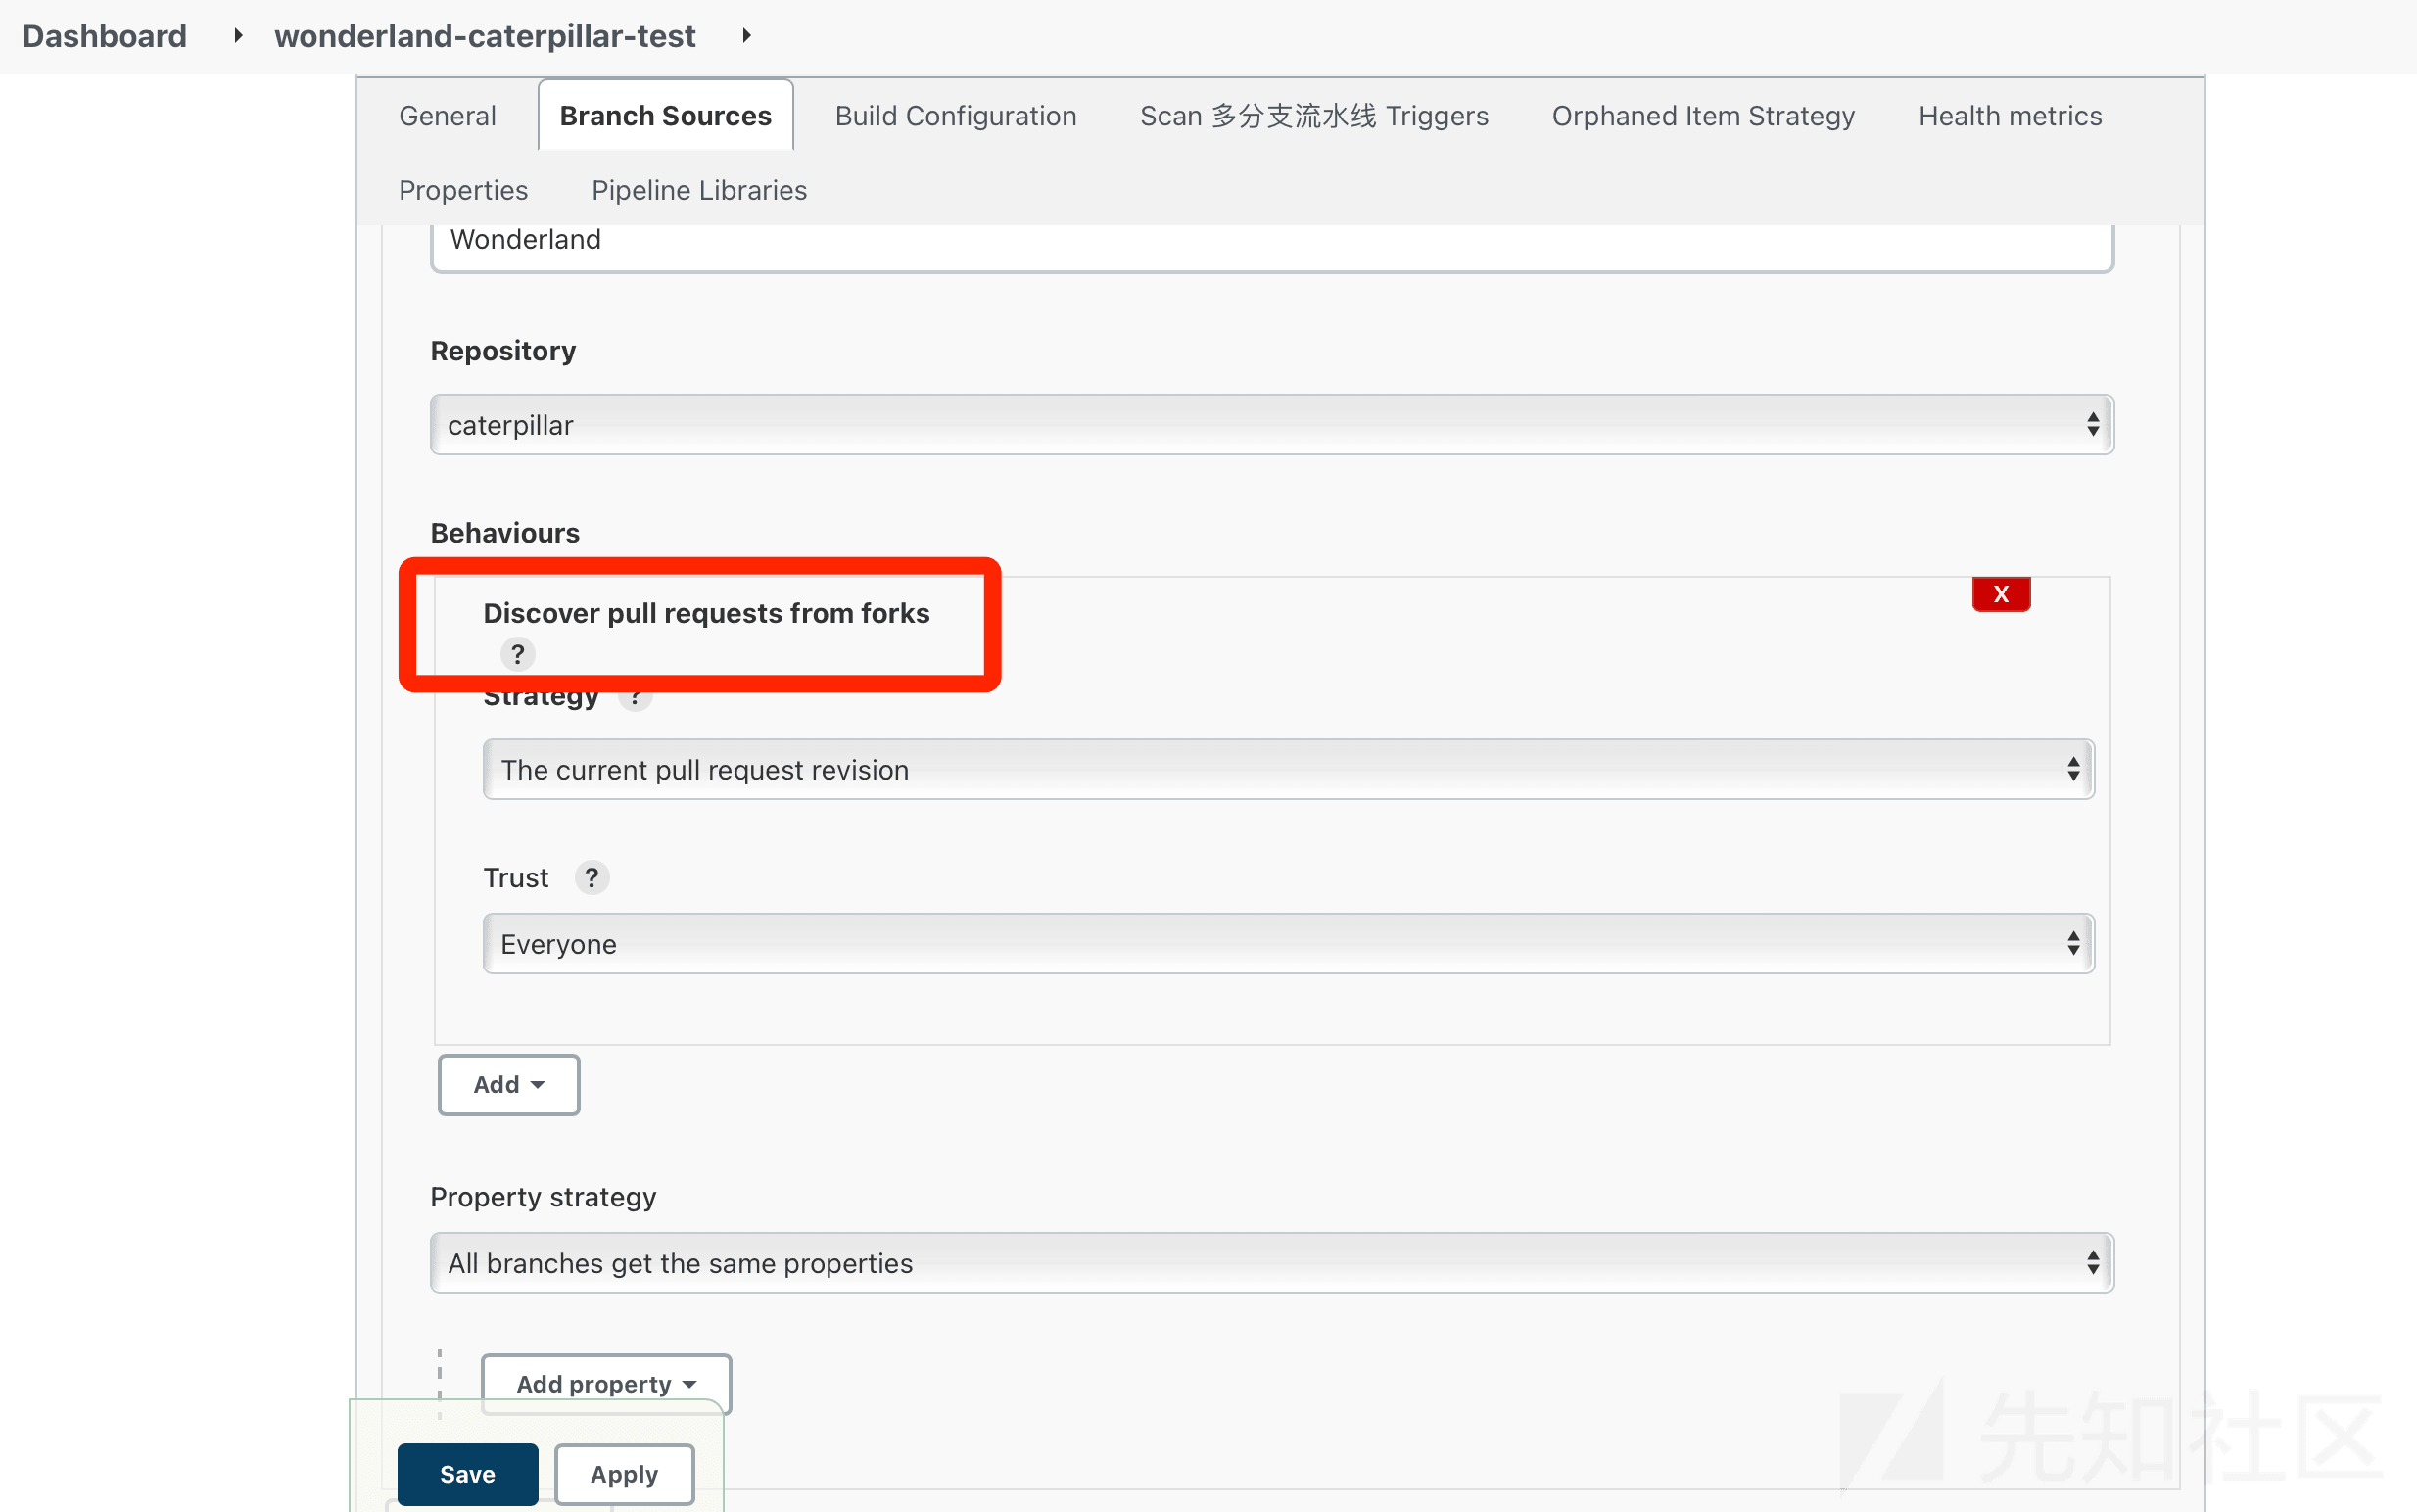 Dashboard wonderland-caterpillar-test
General Branch Sources Build Configuration Scan 多分支流水线 Triggers Orphaned Item Strategy Health metrics
Properties Pipeline Libraries
Wonderland
Repository
caterpillar
Behaviours
X
Discover pull requests from forks
?
Strategy ?
The current pull request revision
Trust ?
Everyone
Add
Property strategy
All branches get the same properties
Add property
Save Apply
先知社区